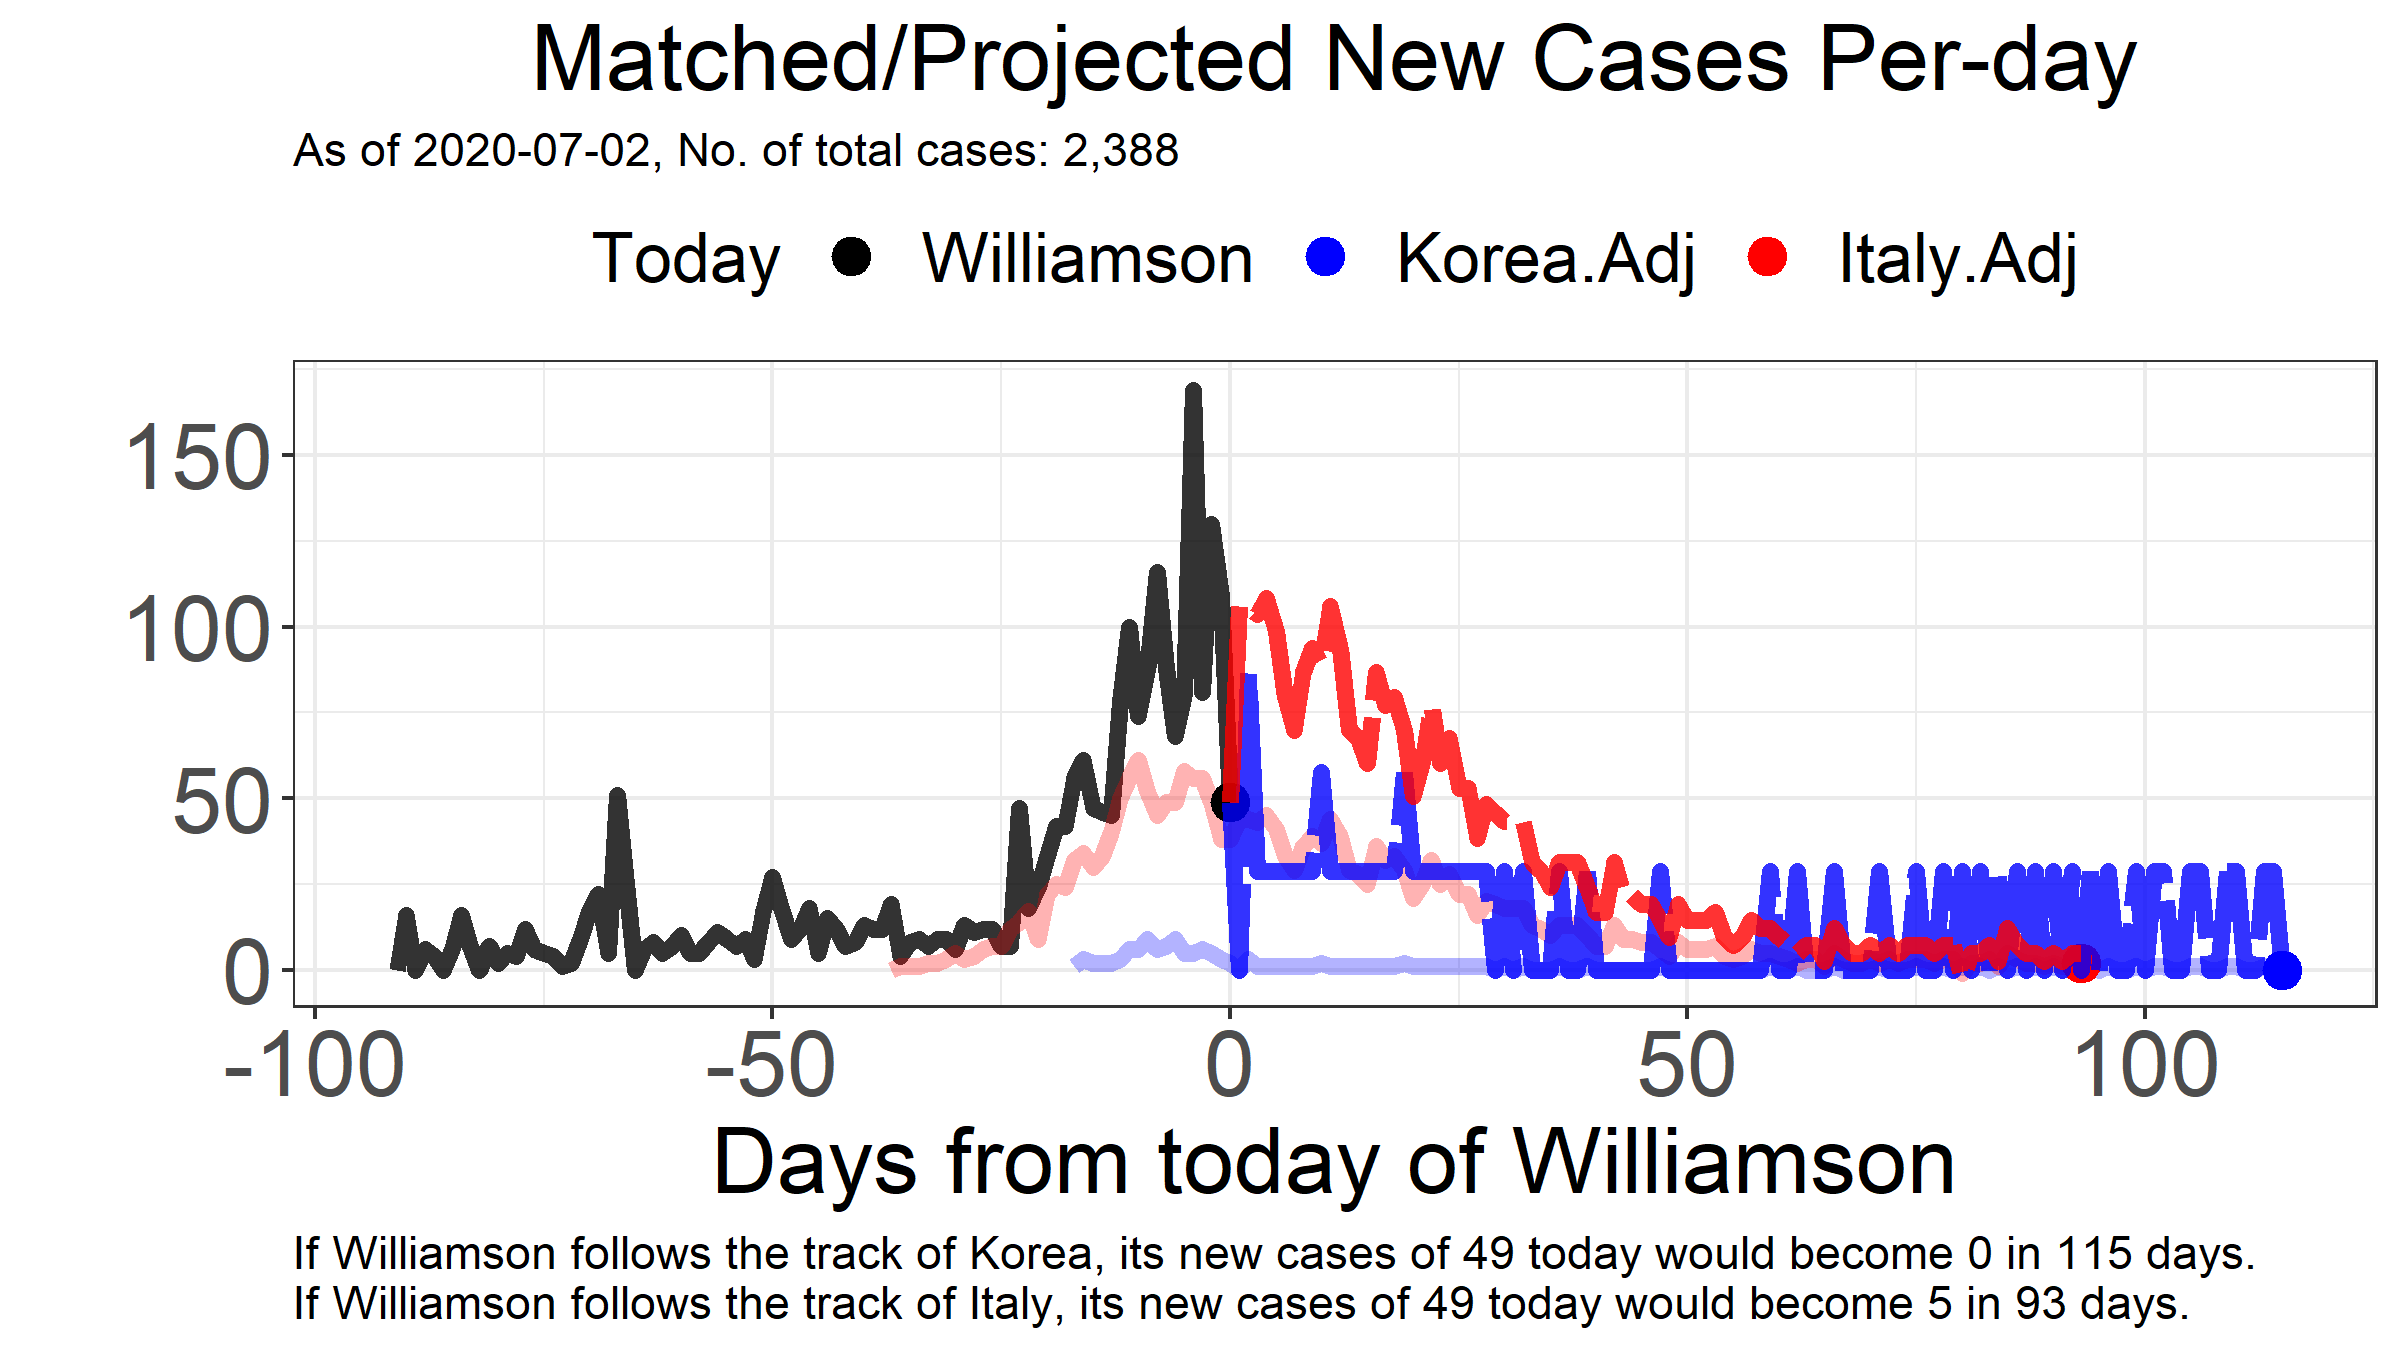 Matched/Projected New Cases Per-day
As of 2020-07-02, No. of total cases: 2,388
Today Williamson Korea.Adj Italy.Adj
150
100
50
0
-100 -50 0 50 100
Days from today of Williamson
If Williamson follows the track of Korea, its new cases of 49 today would become 0 in 115 days.
If Williamson follows the track of Italy, its new cases of 49 today would become 5 in 93 days.